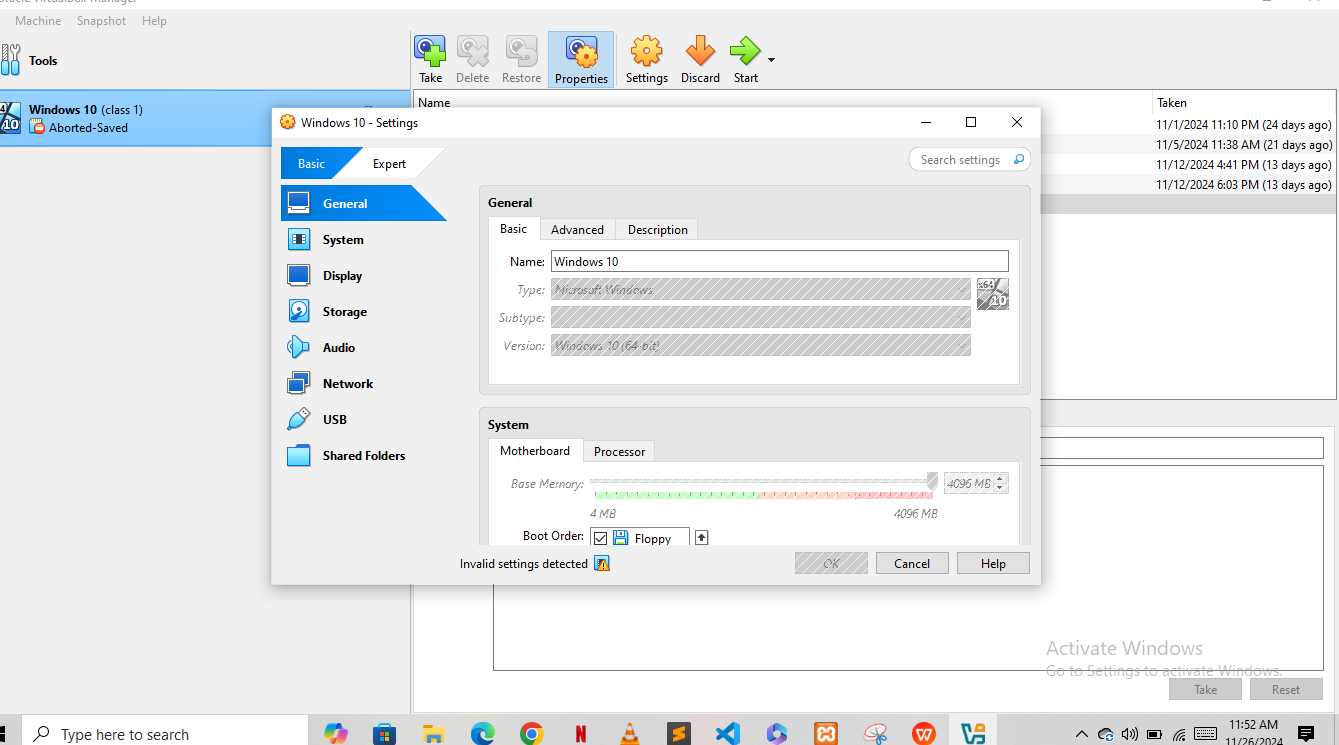 Oracle VirtualBox Manager
Machine Snapshot Help
Tools
Take Delete Restore Properties Settings Discard Start
Windows 10 (class 1)
Aborted-Saved
Name Taken
11/1/2024 11:10 PM (24 days ago)
11/5/2024 11:38 AM (21 days ago)
11/12/2024 4:41 PM (13 days ago)
11/12/2024 6:03 PM (13 days ago)
Windows 10 - Settings
Basic Expert
Search settings
General
System
Display
Storage
Audio
Network
USB
Shared Folders
General
Basic Advanced Description
Name: Windows 10
Type: Microsoft Windows
x64
10
Subtype:
Version: Windows 10 (64-bit)
System
Motherboard Processor
Base Memory: 4096 MB
4 MB 4096 MB
Boot Order: Floppy
Invalid settings detected
OK Cancel Help
Activate Windows
Go to Settings to activate Windows.
Take Reset
Type here to search
11:52 AM
11/26/2024